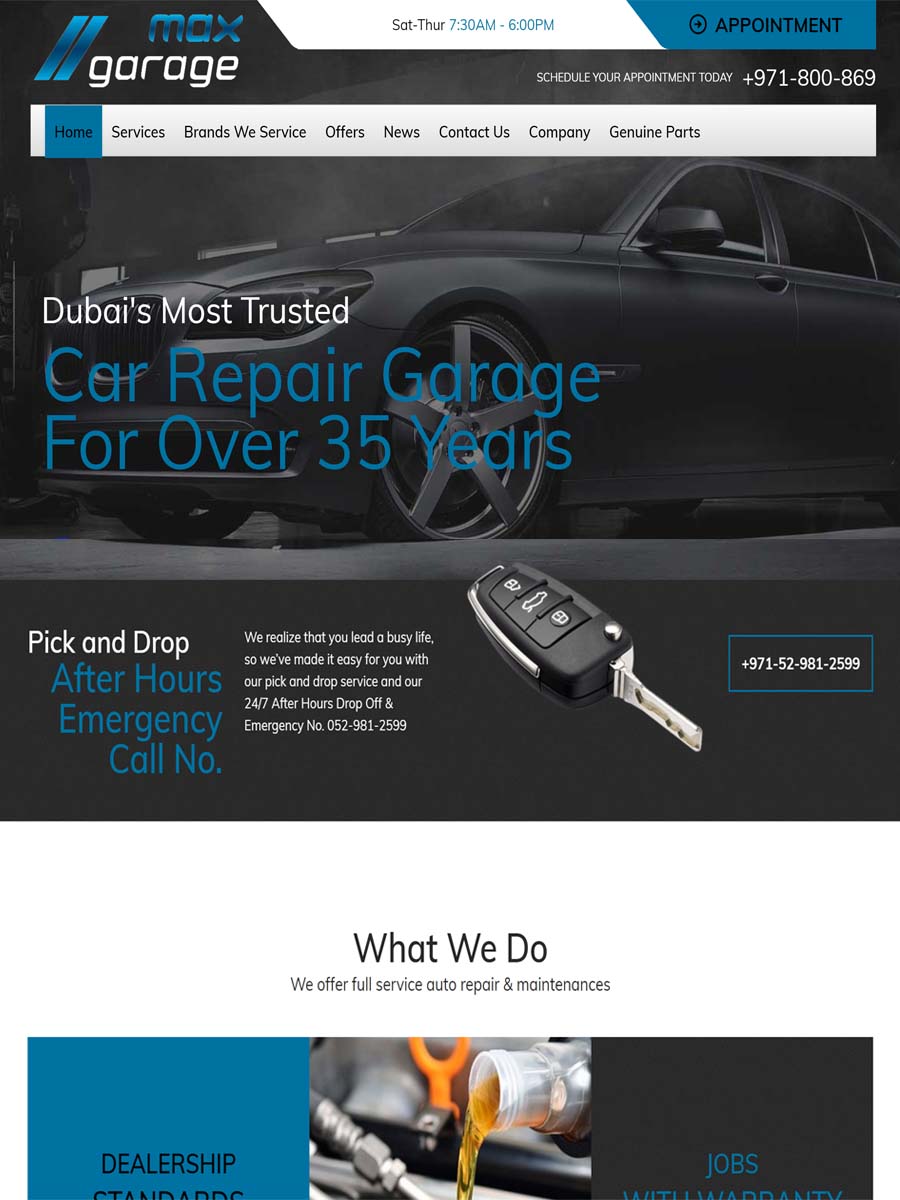 max
garage
Sat-Thur 7:30AM - 6:00PM
APPOINTMENT
SCHEDULE YOUR APPOINTMENT TODAY +971-800-869
Home Services Brands We Service Offers News Contact Us Company Genuine Parts
Dubai's Most Trusted
Car Repair Garage
For Over 35 Years
Pick and Drop
After Hours
Emergency
Call No.
We realize that you lead a busy life,
so we've made it easy for you with
our pick and drop service and our
24/7 After Hours Drop Off &
Emergency No. 052-981-2599
+971-52-981-2599
What We Do
We offer full service auto repair & maintenances
DEALERSHIP
STANDARDS
JOBS
WITH WARRANTY